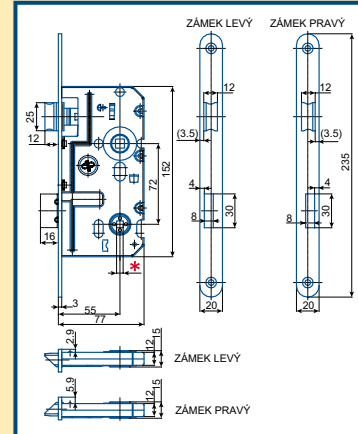 ZÁMEK LEVÝ ZÁMEK PRAVÝ
12 12
25
12
(3.5) (3.5)
72
152
235
4 4
8 30 8 30
16
*
3
55
77
20 20
2.9 12 15
ZÁMEK LEVÝ
5.9 12 15
ZÁMEK PRAVÝ